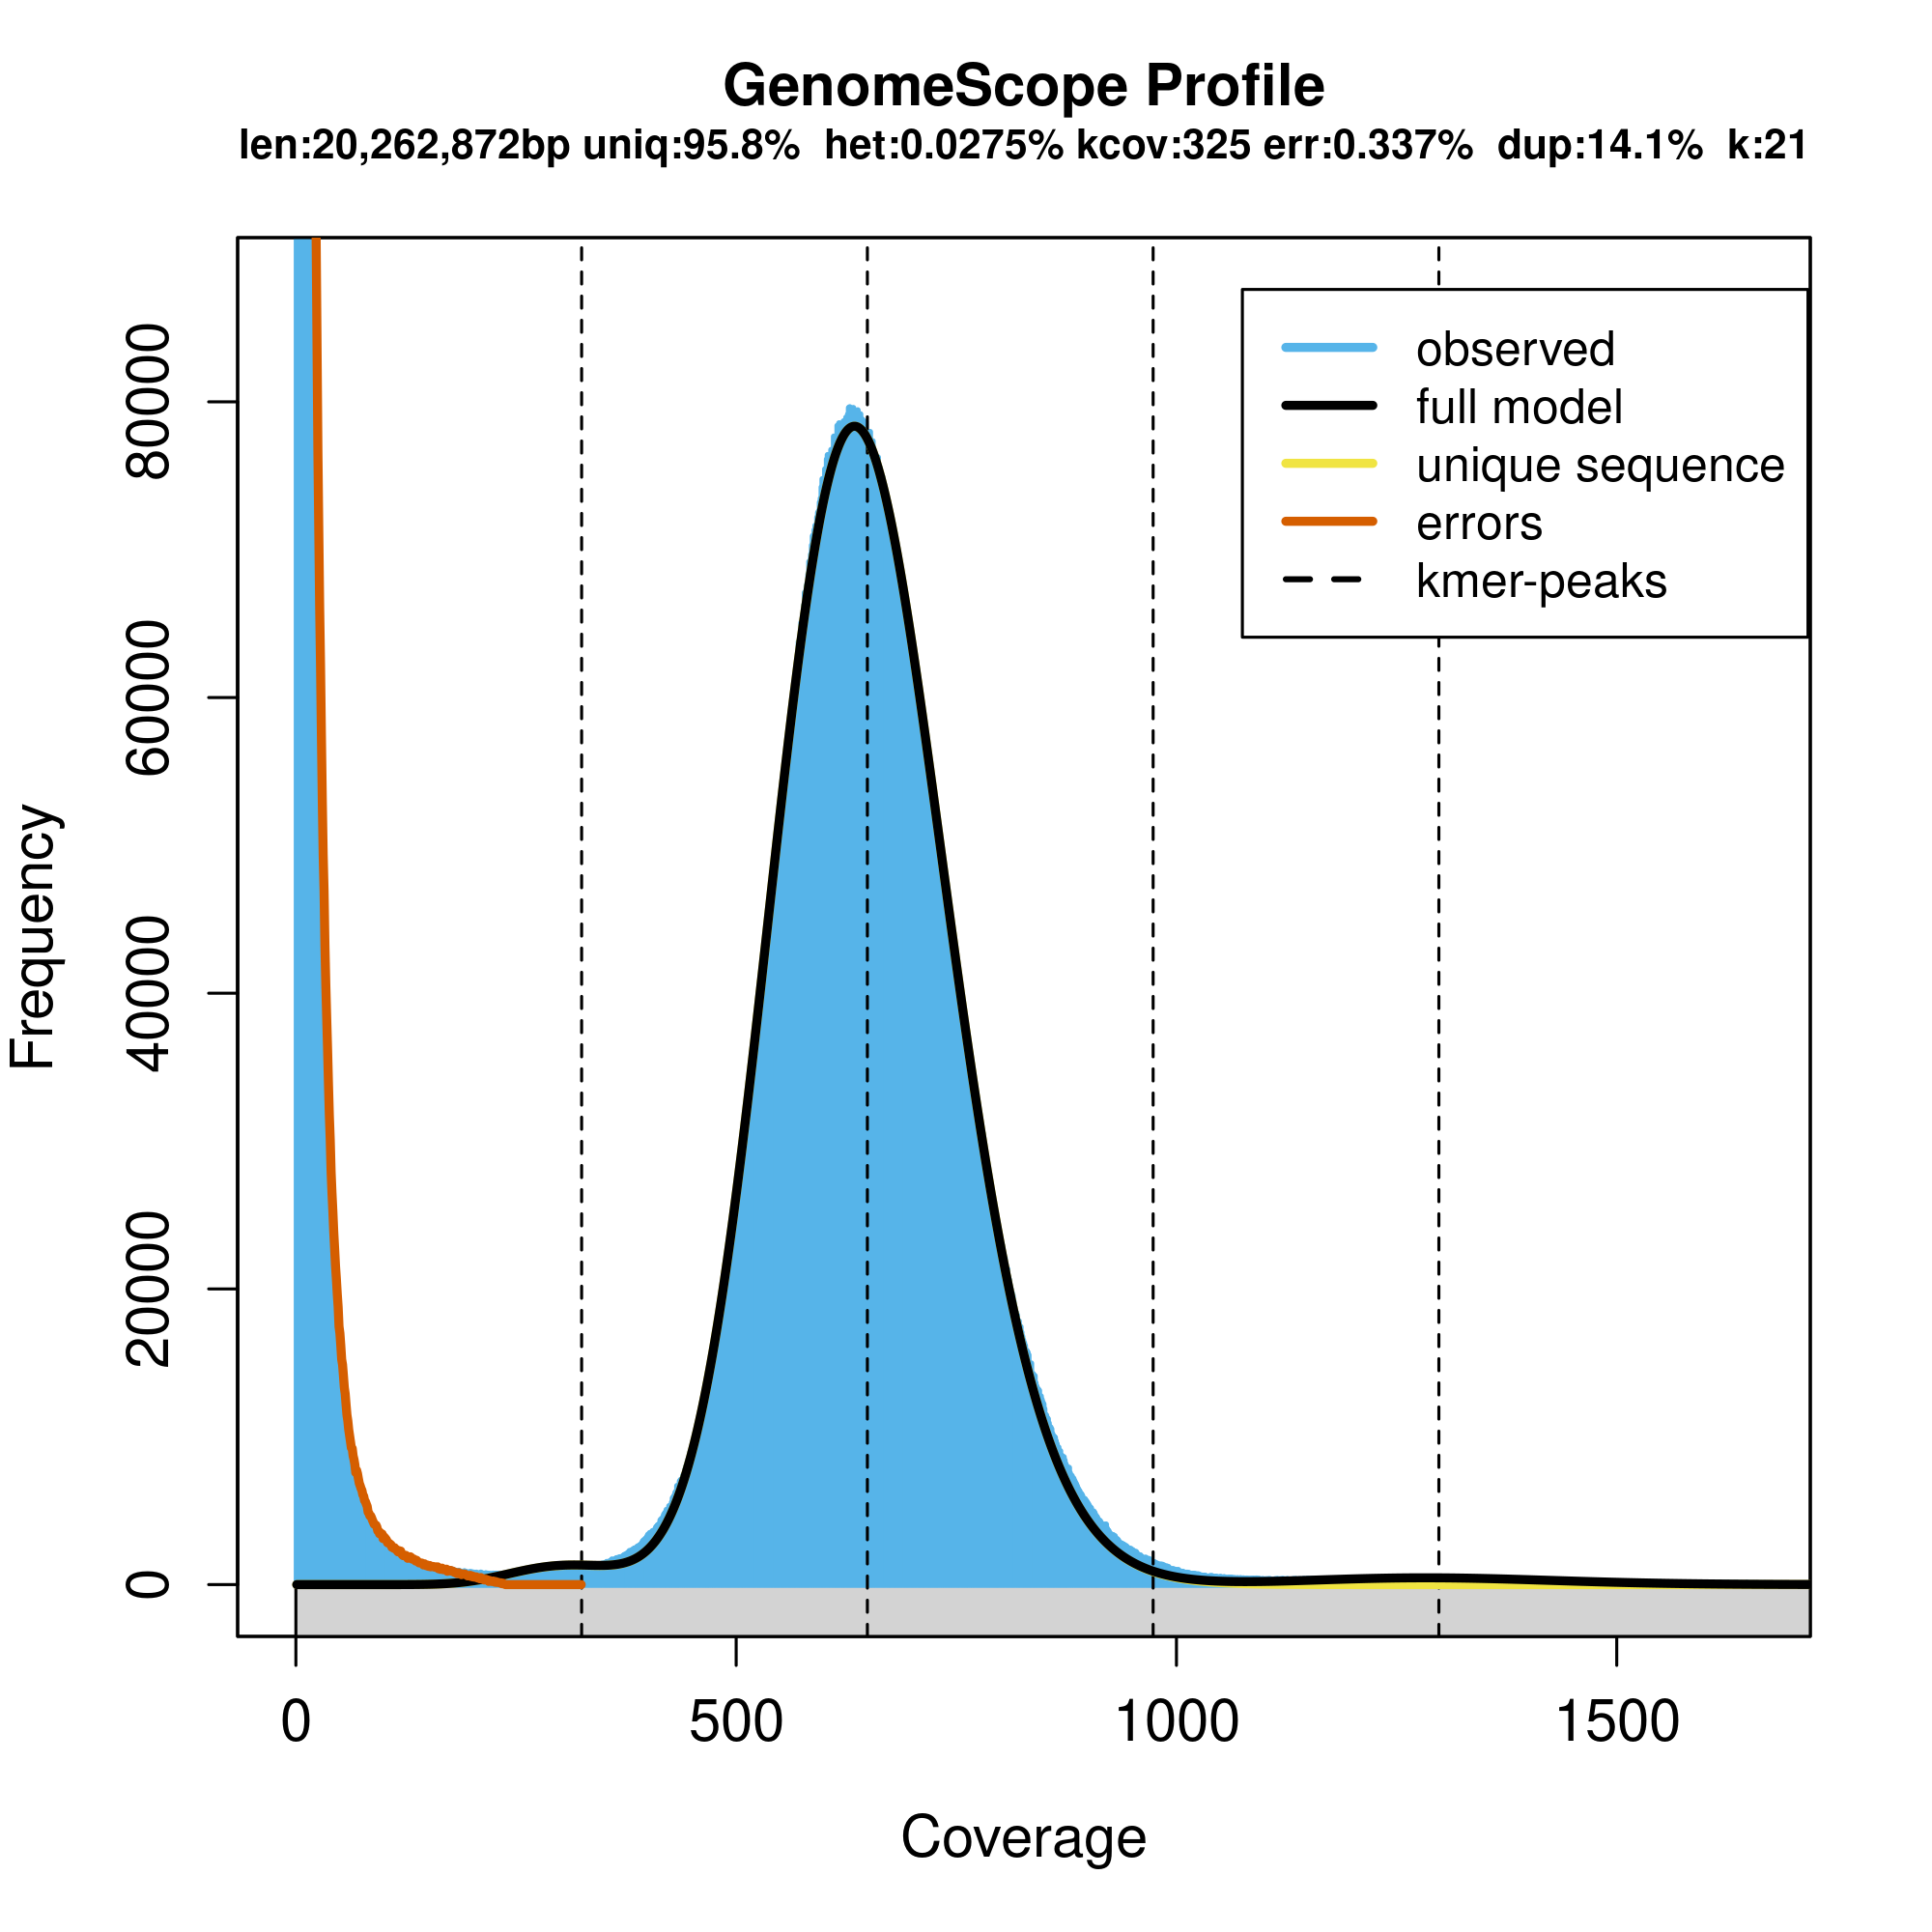 GenomeScope Profile
len:20,262,872bp uniq:95.8% het:0.0275% kcov:325 err:0.337% dup:14.1% k:21
observed
full model
unique sequence
errors
kmer-peaks
Frequency
80000
60000
40000
20000
0
0 500 1000 1500
Coverage